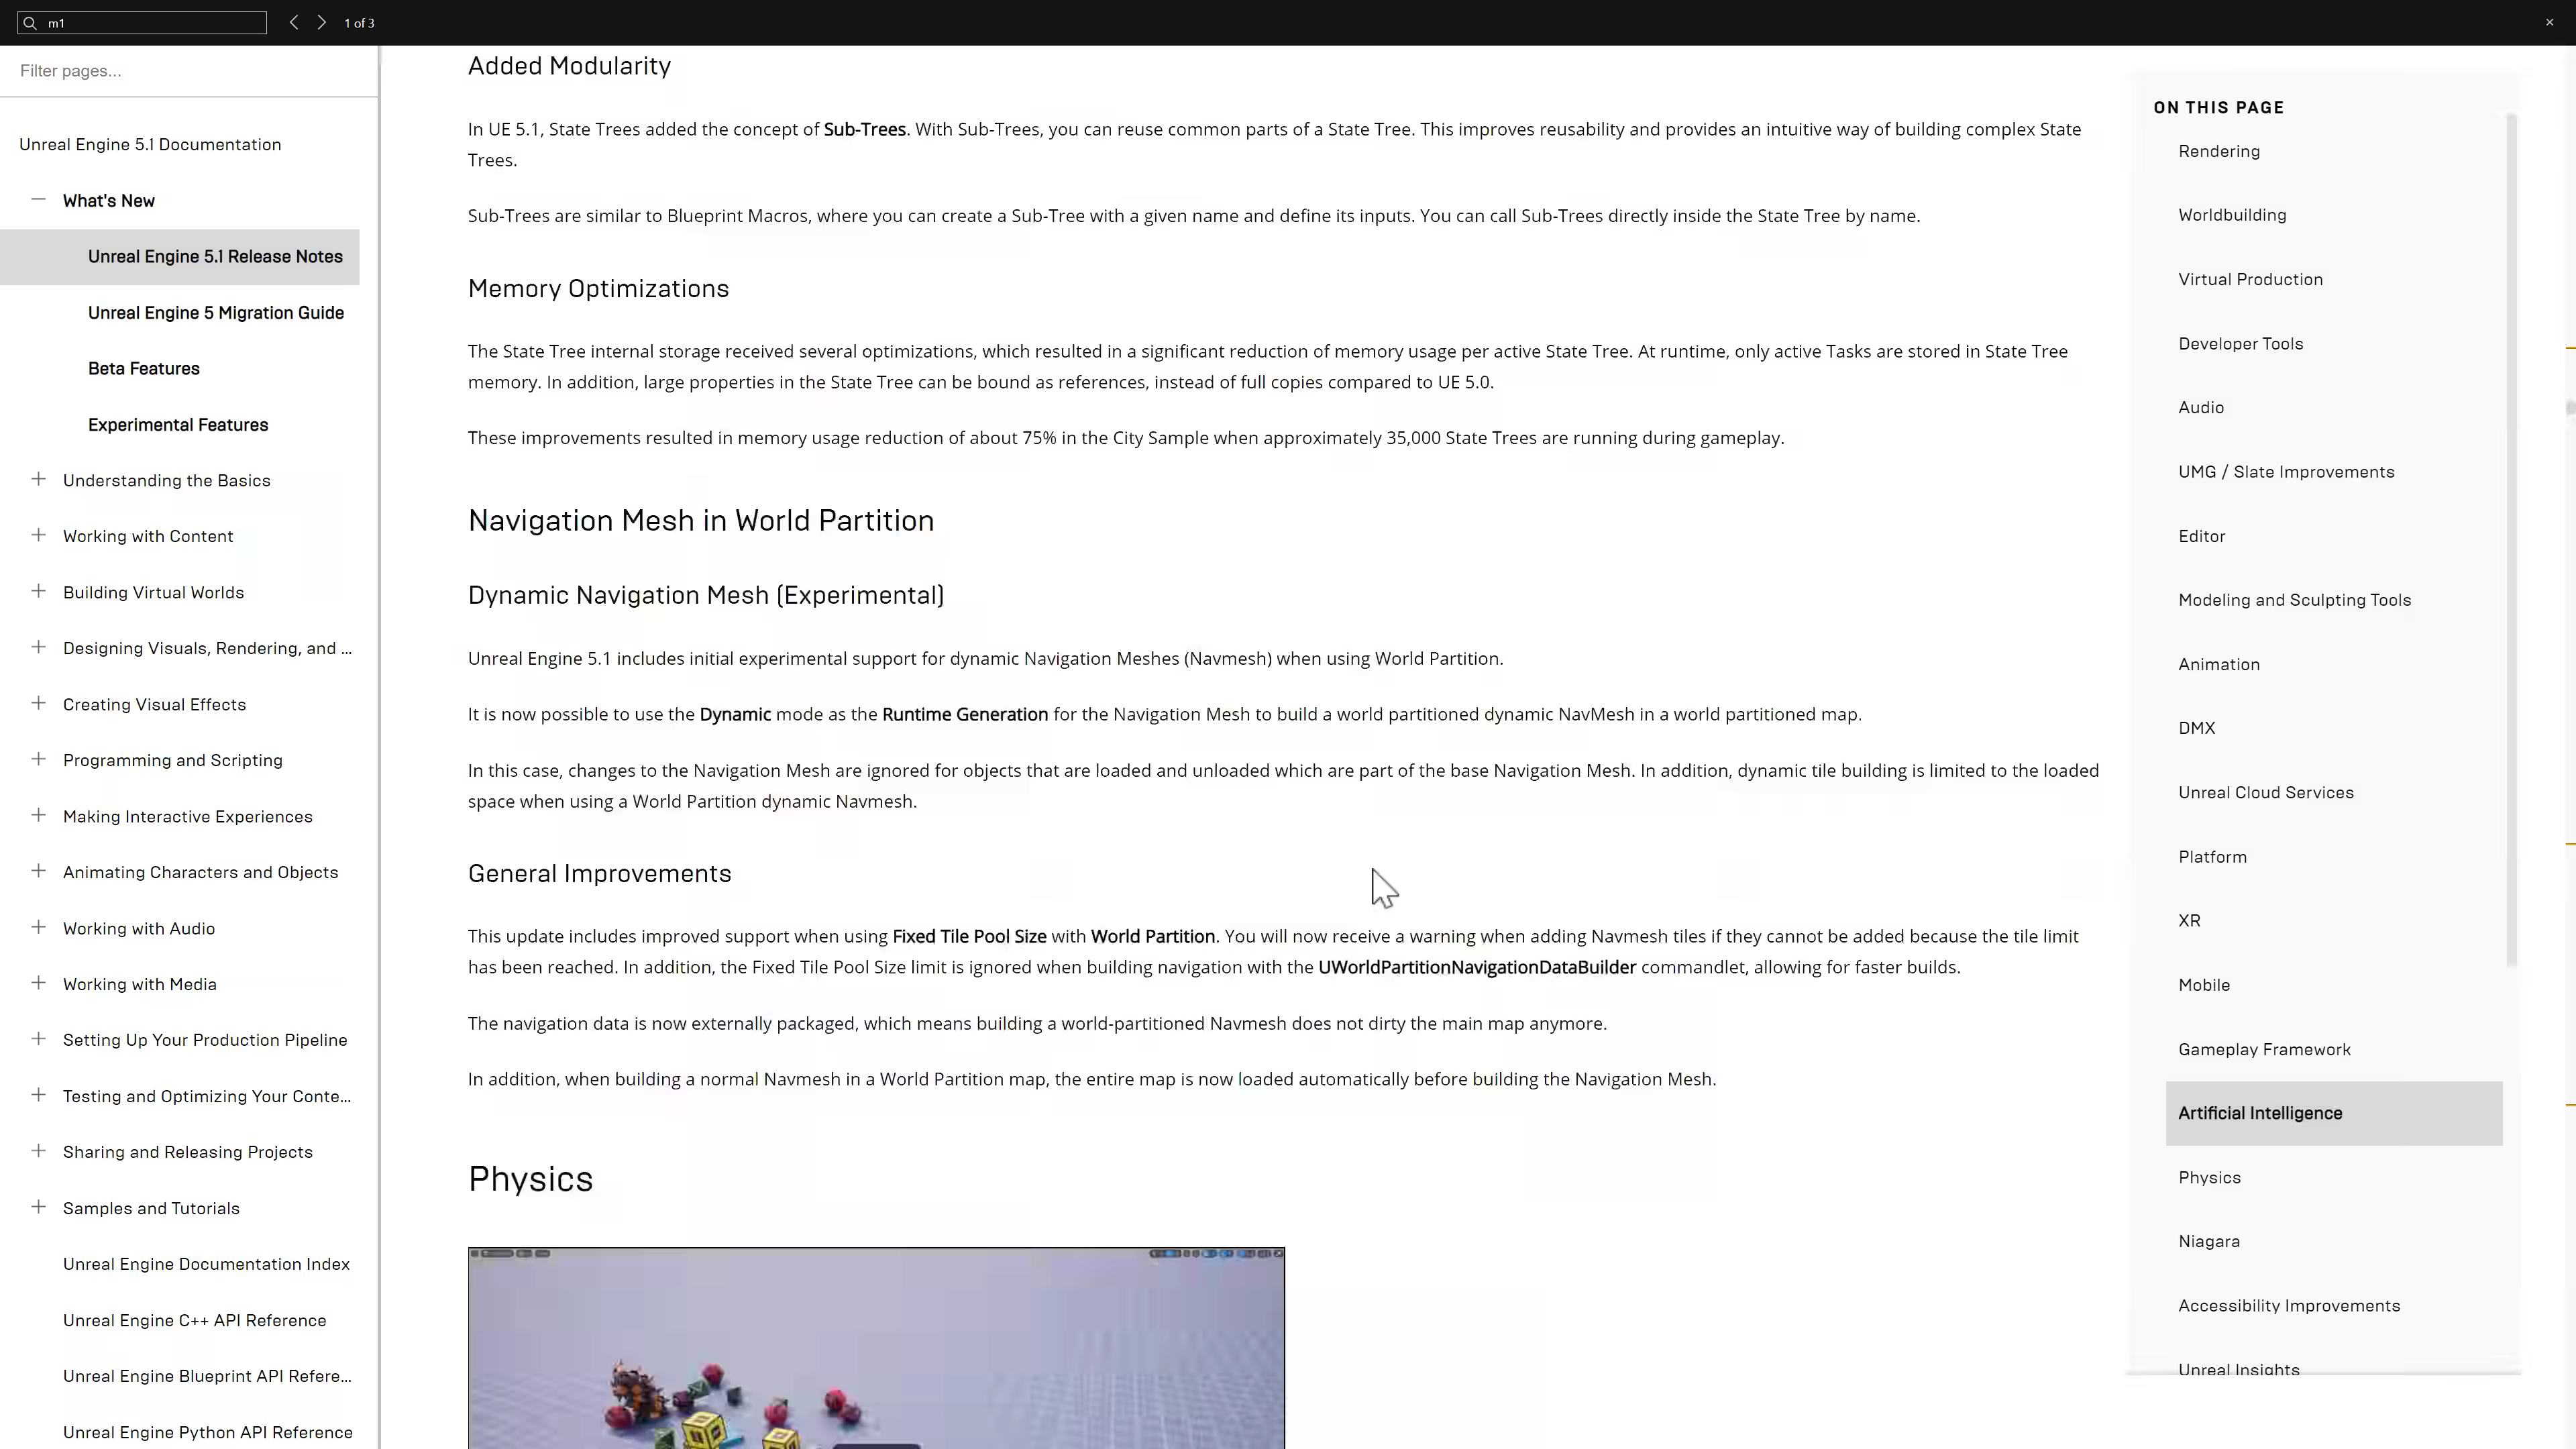 m1
1 of 3
Filter pages...
Unreal Engine 5.1 Documentation
What's New
Unreal Engine 5.1 Release Notes
Unreal Engine 5 Migration Guide
Beta Features
Experimental Features
Understanding the Basics
Working with Content
Building Virtual Worlds
Designing Visuals, Rendering, and ...
Creating Visual Effects
Programming and Scripting
Making Interactive Experiences
Animating Characters and Objects
Working with Audio
Working with Media
Setting Up Your Production Pipeline
Testing and Optimizing Your Conte...
Sharing and Releasing Projects
Samples and Tutorials
Unreal Engine Documentation Index
Unreal Engine C++ API Reference
Unreal Engine Blueprint API Refere...
Unreal Engine Python API Reference
Added Modularity
In UE 5.1, State Trees added the concept of Sub-Trees. With Sub-Trees, you can reuse common parts of a State Tree. This improves reusability and provides an intuitive way of building complex State
Trees.
Sub-Trees are similar to Blueprint Macros, where you can create a Sub-Tree with a given name and define its inputs. You can call Sub-Trees directly inside the State Tree by name.
Memory Optimizations
The State Tree internal storage received several optimizations, which resulted in a significant reduction of memory usage per active State Tree. At runtime, only active Tasks are stored in State Tree
memory. In addition, large properties in the State Tree can be bound as references, instead of full copies compared to UE 5.0.
These improvements resulted in memory usage reduction of about 75% in the City Sample when approximately 35,000 State Trees are running during gameplay.
Navigation Mesh in World Partition
Dynamic Navigation Mesh (Experimental)
Unreal Engine 5.1 includes initial experimental support for dynamic Navigation Meshes (Navmesh) when using World Partition.
It is now possible to use the Dynamic mode as the Runtime Generation for the Navigation Mesh to build a world partitioned dynamic NavMesh in a world partitioned map.
In this case, changes to the Navigation Mesh are ignored for objects that are loaded and unloaded which are part of the base Navigation Mesh. In addition, dynamic tile building is limited to the loaded
space when using a World Partition dynamic Navmesh.
General Improvements
This update includes improved support when using Fixed Tile Pool Size with World Partition. You will now receive a warning when adding Navmesh tiles if they cannot be added because the tile limit
has been reached. In addition, the Fixed Tile Pool Size limit is ignored when building navigation with the UWorldPartitionNavigationDataBuilder commandlet, allowing for faster builds.
The navigation data is now externally packaged, which means building a world-partitioned Navmesh does not dirty the main map anymore.
In addition, when building a normal Navmesh in a World Partition map, the entire map is now loaded automatically before building the Navigation Mesh.
Physics
ON THIS PAGE
Rendering
Worldbuilding
Virtual Production
Developer Tools
Audio
UMG / Slate Improvements
Editor
Modeling and Sculpting Tools
Animation
DMX
Unreal Cloud Services
Platform
XR
Mobile
Gameplay Framework
Artificial Intelligence
Physics
Niagara
Accessibility Improvements
Unreal Insights